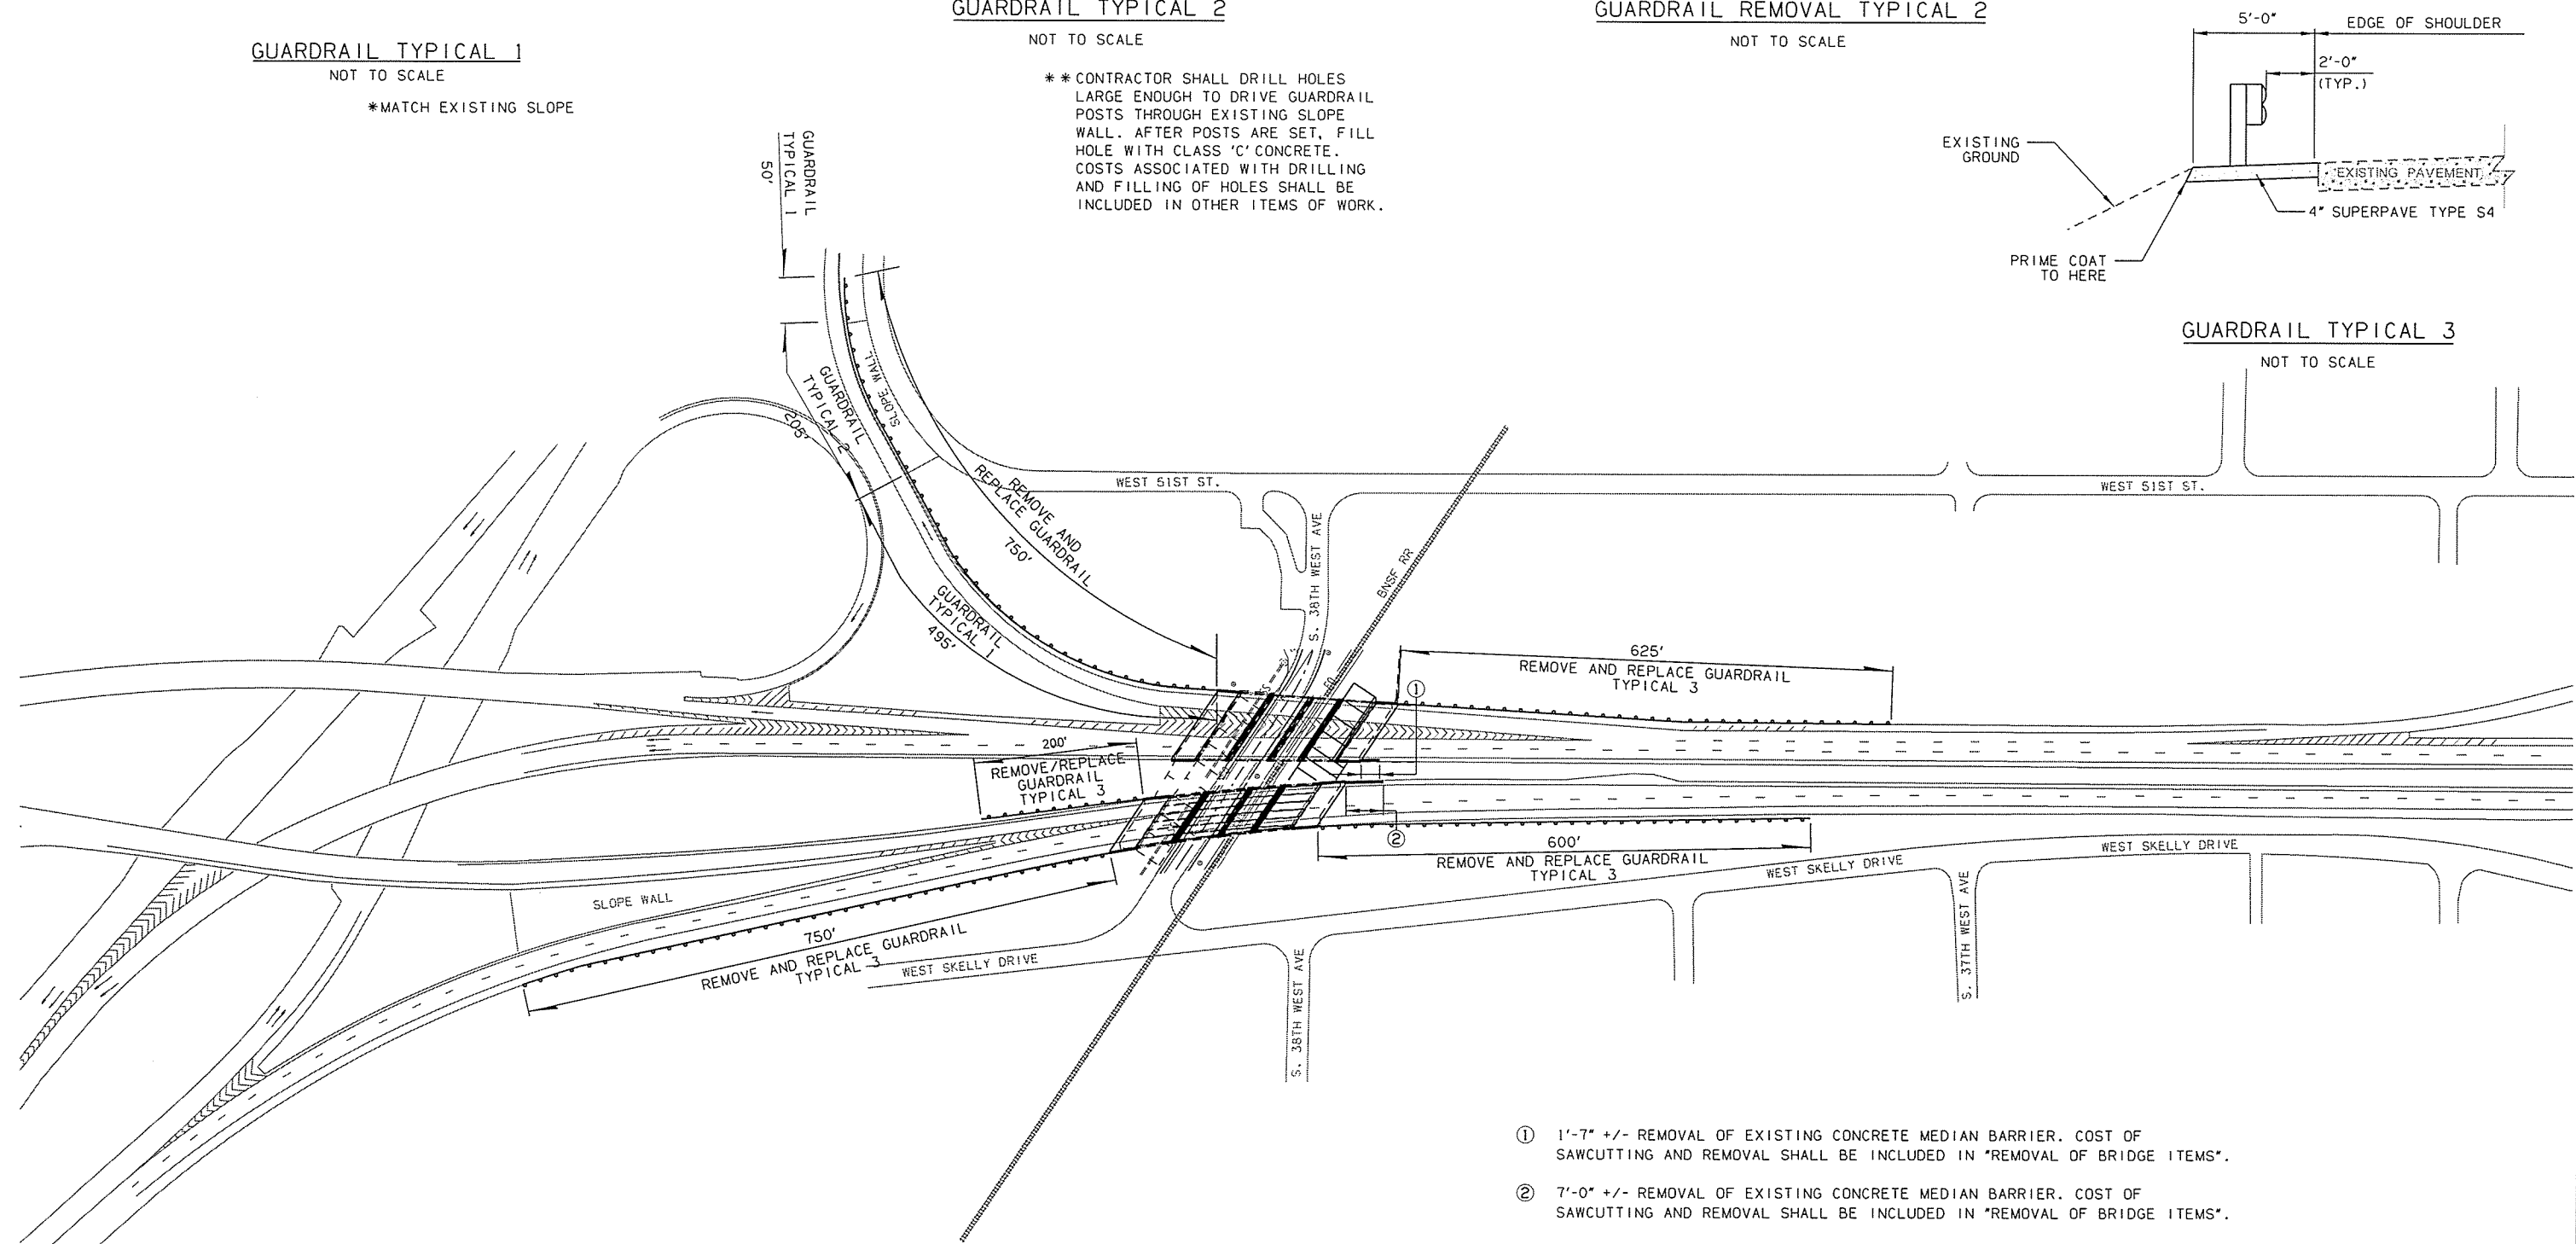 GUARDRAIL TYPICAL 1
NOT TO SCALE
*MATCH EXISTING SLOPE
GUARDRAIL TYPICAL 2
NOT TO SCALE
**CONTRACTOR SHALL DRILL HOLES
LARGE ENOUGH TO DRIVE GUARDRAIL
POSTS THROUGH EXISTING SLOPE
WALL. AFTER POSTS ARE SET, FILL
HOLE WITH CLASS 'C' CONCRETE.
COSTS ASSOCIATED WITH DRILLING
AND FILLING OF HOLES SHALL BE
INCLUDED IN OTHER ITEMS OF WORK.
GUARDRAIL REMOVAL TYPICAL 2
NOT TO SCALE
5'-0"
EDGE OF SHOULDER
2'-0"
(TYP.)
EXISTING
GROUND
EXISTING PAVEMENT
4" SUPERPAVE TYPE S4
PRIME COAT
TO HERE
GUARDRAIL TYPICAL 3
NOT TO SCALE
GUARDRAIL
TYPICAL 1
50'
GUARDRAIL
TYPICAL 2
205'
SLOPE WALL
REMOVE AND
REPLACE GUARDRAIL
750'
GUARDRAIL
TYPICAL 1
495'
WEST 51ST ST.
WEST 51ST ST.
S. 38TH WEST AVE
BNSF RR
625'
REMOVE AND REPLACE GUARDRAIL
TYPICAL 3
①
200'
REMOVE/REPLACE
GUARDRAIL
TYPICAL 3
②
600'
REMOVE AND REPLACE GUARDRAIL
TYPICAL 3
WEST SKELLY DRIVE
WEST SKELLY DRIVE
SLOPE WALL
750'
REMOVE AND REPLACE GUARDRAIL
TYPICAL 3
WEST SKELLY DRIVE
S. 38TH WEST AVE
S. 37TH WEST AVE
① 1'-7" +/- REMOVAL OF EXISTING CONCRETE MEDIAN BARRIER. COST OF
SAWCUTTING AND REMOVAL SHALL BE INCLUDED IN "REMOVAL OF BRIDGE ITEMS".
② 7'-0" +/- REMOVAL OF EXISTING CONCRETE MEDIAN BARRIER. COST OF
SAWCUTTING AND REMOVAL SHALL BE INCLUDED IN "REMOVAL OF BRIDGE ITEMS".